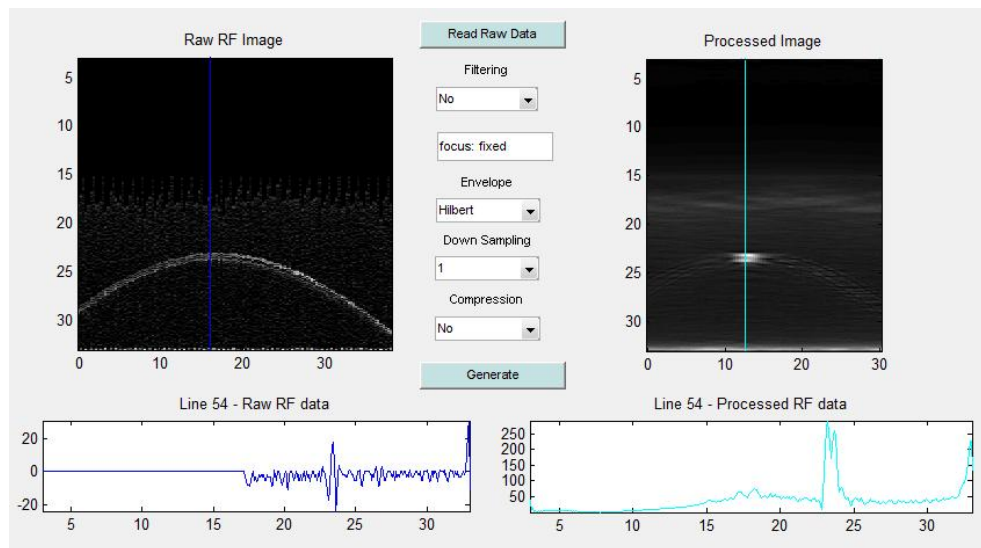 Raw RF Image
5
10
15
20
25
30
0 10 20 30
Read Raw Data
Filtering
No
focus: fixed
Envelope
Hilbert
Down Sampling
1
Compression
No
Generate
Processed Image
5
10
15
20
25
30
0 10 20 30
Line 54 - Raw RF data
20
0
-20
5 10 15 20 25 30
Line 54 - Processed RF data
250
200
150
100
50
5 10 15 20 25 30